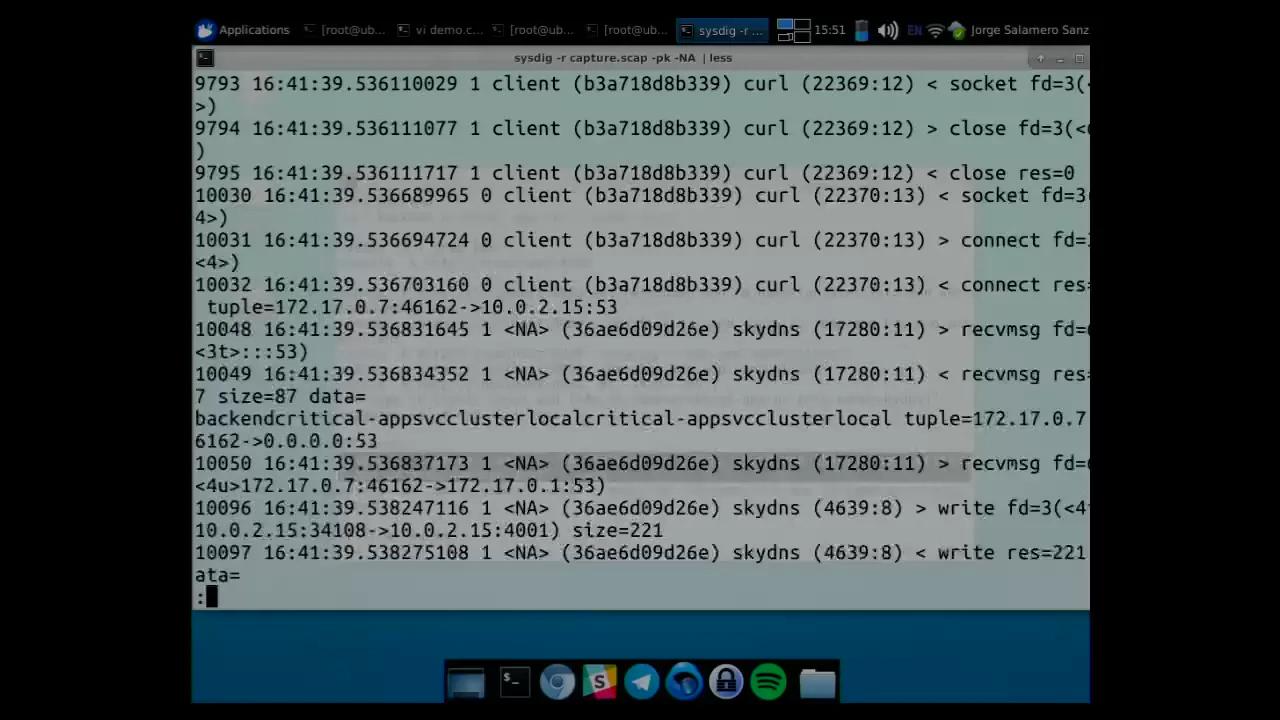 Applications [root@ub... vi demo.c... [root@ub... [root@ub... sysdig -r ... 15:51 EN Jorge Salamero Sanz
sysdig -r capture.scap -pk -NA | less
9793 16:41:39.536110029 1 client (b3a718d8b339) curl (22369:12) < socket fd=3(<
>)
9794 16:41:39.536111077 1 client (b3a718d8b339) curl (22369:12) > close fd=3(<
)
9795 16:41:39.536111717 1 client (b3a718d8b339) curl (22369:12) < close res=0
10030 16:41:39.536689965 0 client (b3a718d8b339) curl (22370:13) < socket fd=3
4>)
10031 16:41:39.536694724 0 client (b3a718d8b339) curl (22370:13) > connect fd=
<4>)
10032 16:41:39.536703160 0 client (b3a718d8b339) curl (22370:13) < connect res=
tuple=172.17.0.7:46162->10.0.2.15:53
10048 16:41:39.536831645 1 <NA> (36ae6d09d26e) skydns (17280:11) > recvmsg fd=
<3t>:::53)
10049 16:41:39.536834352 1 <NA> (36ae6d09d26e) skydns (17280:11) < recvmsg res=
7 size=87 data=
backendcritical-appsvcclusterlocalcritical-appsvcclusterlocal tuple=172.17.0.7
6162->0.0.0.0:53
10050 16:41:39.536837173 1 <NA> (36ae6d09d26e) skydns (17280:11) > recvmsg fd=
<4u>172.17.0.7:46162->172.17.0.1:53)
10096 16:41:39.538247116 1 <NA> (36ae6d09d26e) skydns (4639:8) > write fd=3(<4
10.0.2.15:34108->10.0.2.15:4001) size=221
10097 16:41:39.538275108 1 <NA> (36ae6d09d26e) skydns (4639:8) < write res=221
ata=
: